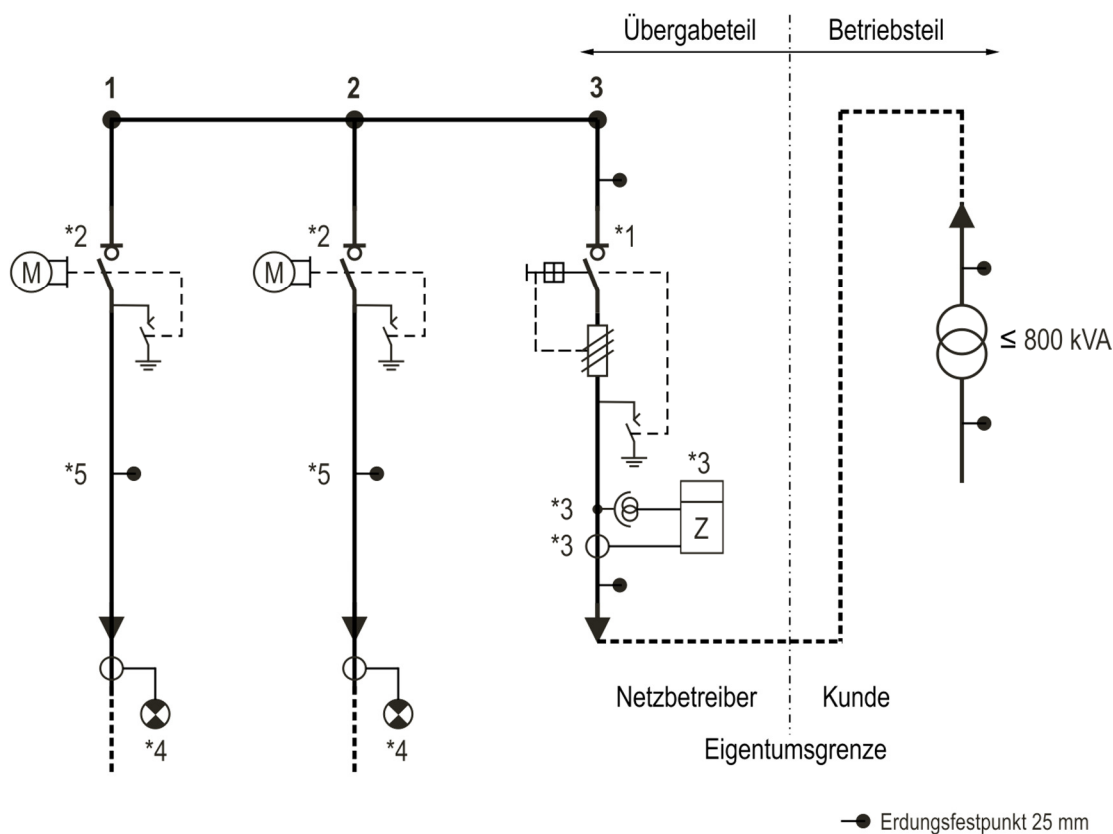 Übergabeteil Betriebsteil
1 2 3
*2 *2 *1
M M
≤ 800 kVA
*5 *5 *3
*3 Z
*3
Netzbetreiber Kunde
*4 *4 Eigentumsgrenze
Erdungsfestpunkt 25 mm